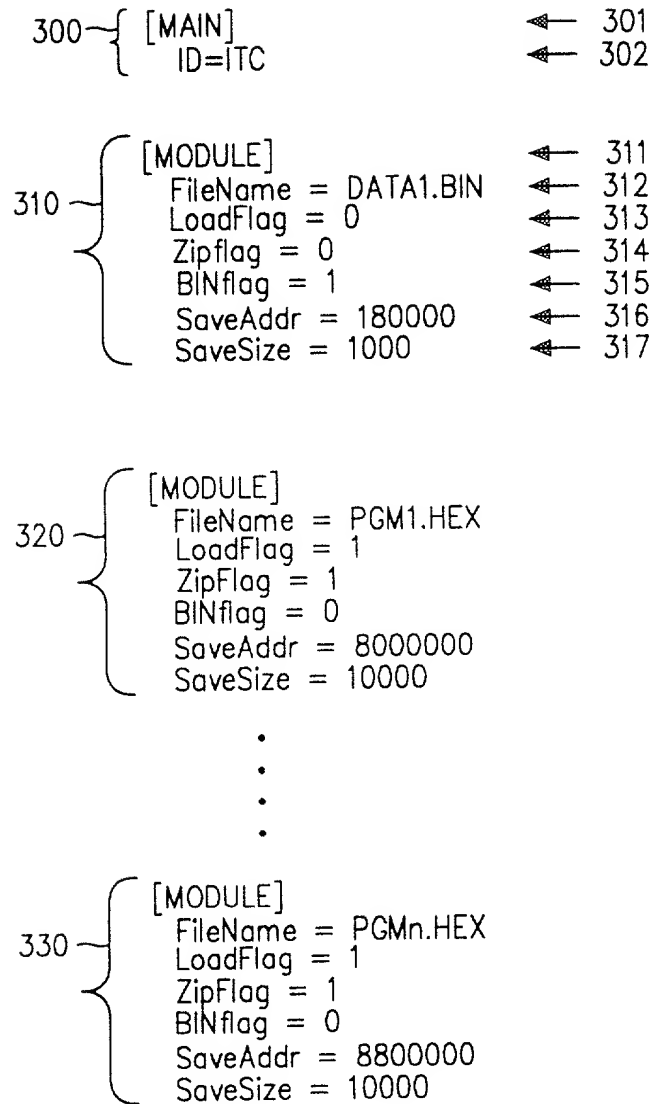 300 [MAIN] 301
ID=ITC 302
[MODULE] 311
310 FileName = DATA1.BIN 312
LoadFlag = 0 313
Zipflag = 0 314
BINflag = 1 315
SaveAddr = 180000 316
SaveSize = 1000 317
[MODULE]
320 FileName = PGM1.HEX
LoadFlag = 1
ZipFlag = 1
BINflag = 0
SaveAddr = 8000000
SaveSize = 10000
[MODULE]
330 FileName = PGMn.HEX
LoadFlag = 1
ZipFlag = 1
BINflag = 0
SaveAddr = 8800000
SaveSize = 10000